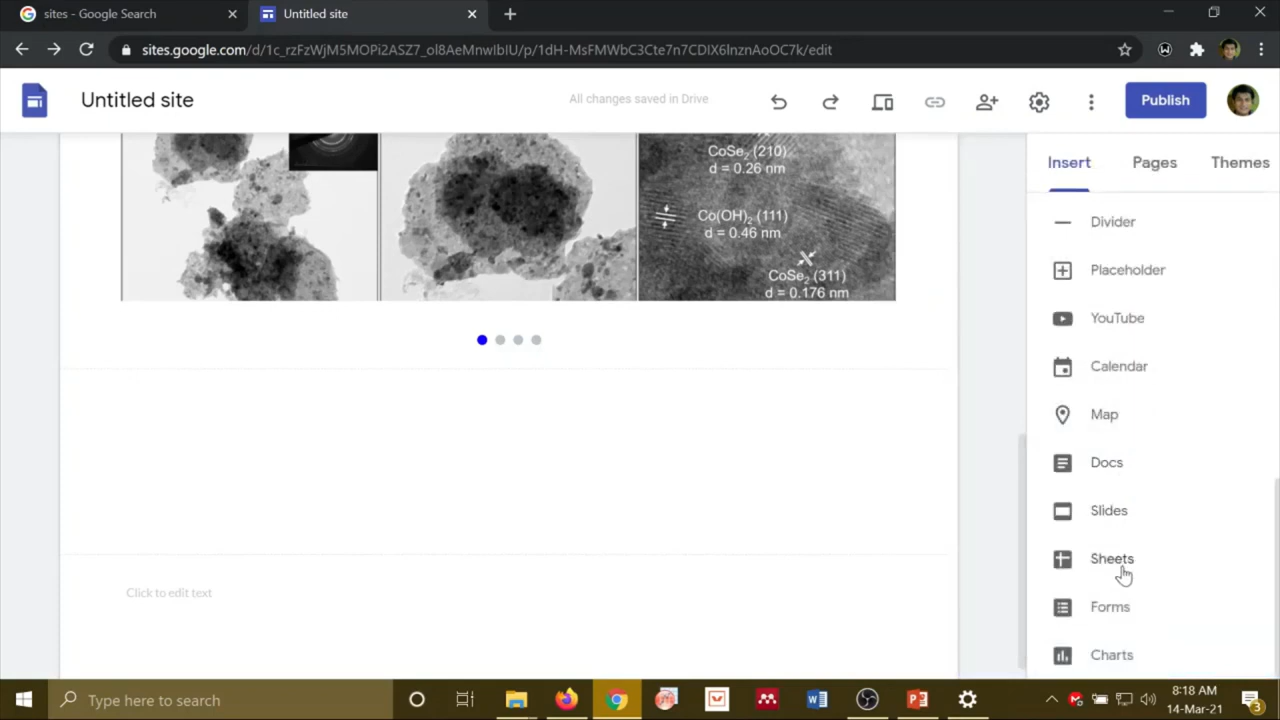 sites - Google Search
Untitled site
sites.google.com/d/1c_rzFzWjM5MOPi2ASZ7_ol8AeMnwIbIU/p/1dH-MsFMWbC3Cte7n7CDIX6lnznAoOC7k/edit
Untitled site
All changes saved in Drive
Publish
Insert
Pages
Themes
CoSe2 (210)
d = 0.26 nm
Co(OH)2 (111)
d = 0.46 nm
CoSe2 (311)
d = 0.176 nm
Divider
Placeholder
YouTube
Calendar
Map
Docs
Slides
Sheets
Forms
Charts
Click to edit text
Type here to search
8:18 AM
14-Mar-21
3